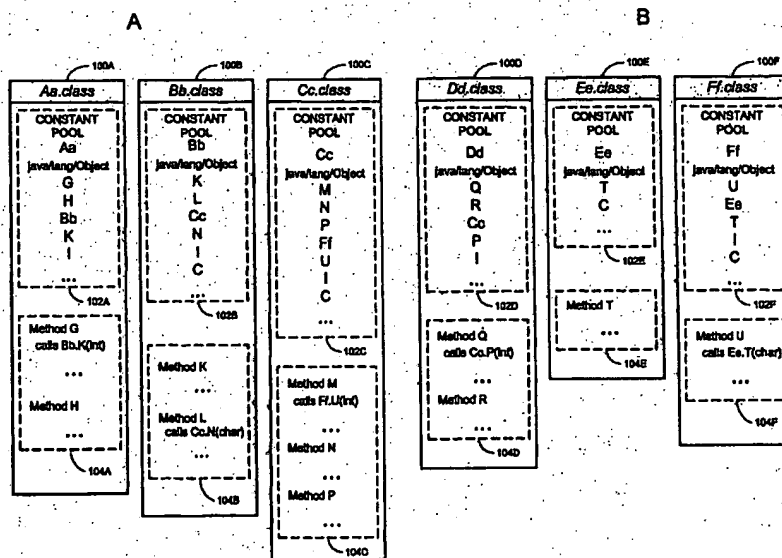 A
B
100A
Aa.class
CONSTANT
POOL
Aa
java/lang/Object
G
H
Bb
K
I
...
102A
Method G
calls Bb.K(int)
...
Method H
...
104A
100B
Bb.class
CONSTANT
POOL
Bb
java/lang/Object
K
L
Cc
N
I
C
...
102B
Method K
...
Method L
calls Cc.N(char)
...
104B
100C
Cc.class
CONSTANT
POOL
Cc
java/lang/Object
M
N
P
Ff
U
I
C
...
102C
Method M
calls Ff.U(int)
...
Method N
...
Method P
...
104C
100D
Dd.class
CONSTANT
POOL
Dd
java/lang/Object
Q
R
Cc
P
I
...
102D
Method Q
calls Cc.P(int)
...
Method R
...
104D
100E
Ee.class
CONSTANT
POOL
Ee
java/lang/Object
T
C
...
102E
Method T
...
104E
100F
Ff.class
CONSTANT
POOL
Ff
java/lang/Object
U
Ee
T
I
C
...
102F
Method U
calls Ee.T(char)
...
104F